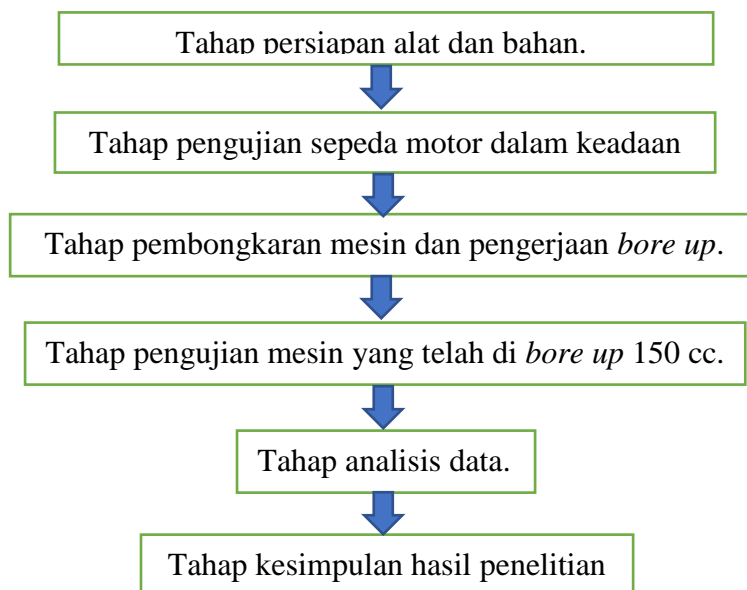 Tahap persiapan alat dan bahan.
Tahap pengujian sepeda motor dalam keadaan
Tahap pembongkaran mesin dan pengerjaan bore up.
Tahap pengujian mesin yang telah di bore up 150 cc.
Tahap analisis data.
Tahap kesimpulan hasil penelitian